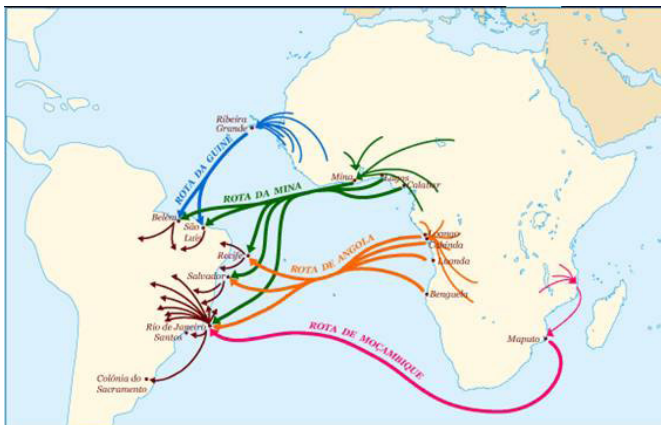 Ribeira
Grande
ROTA DA GUINÉ
ROTA DA MINA
Mina
Lagos
Calabar
Belém
São
Luís
Recife
ROTA DE ANGOLA
Loango
Cabinda
Luanda
Salvador
Benguela
Rio de Janeiro
Santos
ROTA DE MOÇAMBIQUE
Maputo
Colônia do
Sacramento